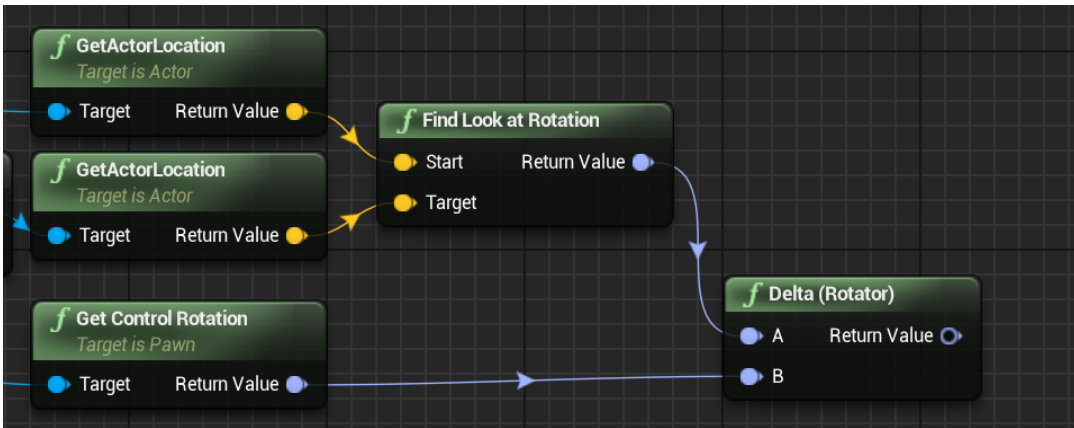 f GetActorLocation
Target is Actor
Target Return Value
f GetActorLocation
Target is Actor
Target Return Value
f Find Look at Rotation
Start Return Value
Target
f Get Control Rotation
Target is Pawn
Target Return Value
f Delta (Rotator)
A Return Value
B